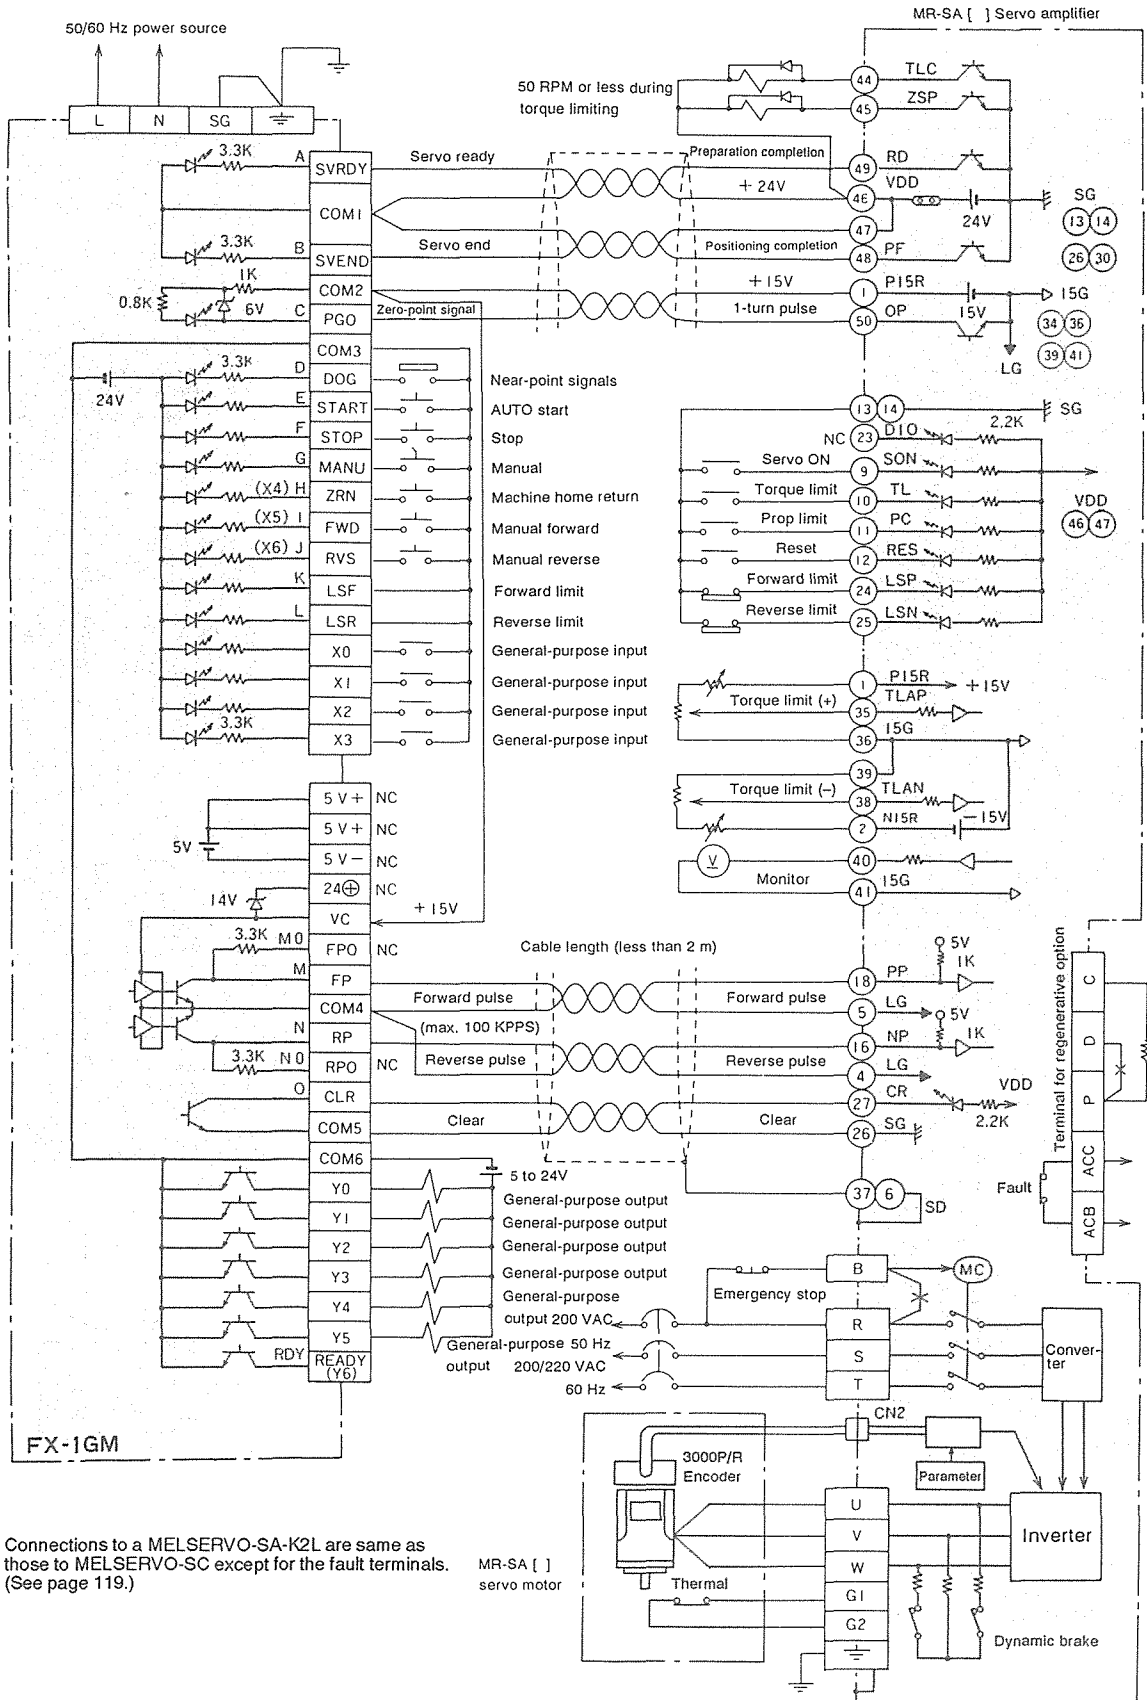 MR-SA [ ] Servo amplifier
50/60 Hz power source
L
N
SG
50 RPM or less during
torque limiting
44
TLC
45
ZSP
3.3K
A
SVRDY
Servo ready
Preparation completion
49
RD
COM1
+24V
46
VDD
24V
SG
13 14
26 30
47
3.3K
B
SVEND
Servo end
Positioning completion
48
PF
1K
COM2
+15V
1
P15R
15G
0.8K
6V
C
PGO
Zero-point signal
1-turn pulse
50
OP
15V
34 36
39 41
LG
COM3
24V
3.3K
D
DOG
Near-point signals
E
START
AUTO start
F
STOP
Stop
G
MANU
Manual
(X4) H
ZRN
Machine home return
(X5) I
FWD
Manual forward
(X6) J
RVS
Manual reverse
K
LSF
Forward limit
L
LSR
Reverse limit
X0
General-purpose input
X1
General-purpose input
X2
General-purpose input
3.3K
X3
General-purpose input
13 14
SG
2.2K
NC
23
DIO
Servo ON
9
SON
Torque limit
10
TL
VDD
46 47
Prop limit
11
PC
Reset
12
RES
Forward limit
24
LSP
Reverse limit
25
LSN
1
P15R
+15V
Torque limit (+)
35
TLAP
36
15G
39
Torque limit (−)
38
TLAN
2
N15R
−15V
V
40
Monitor
41
15G
5V
5 V +
NC
5 V +
NC
5 V −
NC
24⊕
NC
14V
VC
+15V
3.3K
M0
FPO
NC
Cable length (less than 2 m)
M
FP
Forward pulse
Forward pulse
18
PP
5V
1K
COM4
(max. 100 KPPS)
5
LG
N
RP
Reverse pulse
Reverse pulse
16
NP
5V
1K
3.3K
N0
RPO
NC
4
LG
O
CLR
27
CR
VDD
2.2K
COM5
Clear
Clear
26
SG
Terminal for regenerative option
C
D
P
ACC
ACB
Fault
COM6
5 to 24V
37 6
SD
Y0
General-purpose output
Y1
General-purpose output
Y2
General-purpose output
Y3
General-purpose output
Y4
General-purpose
output 200 VAC
Y5
General-purpose 50 Hz
output
200/220 VAC
RDY
READY
(Y6)
60 Hz
Emergency stop
B
MC
R
S
T
Conver-
ter
FX-1GM
CN2
3000P/R
Encoder
Parameter
U
V
W
G1
G2
Inverter
Thermal
Dynamic brake
MR-SA [ ]
servo motor
Connections to a MELSERVO-SA-K2L are same as
those to MELSERVO-SC except for the fault terminals.
(See page 119.)